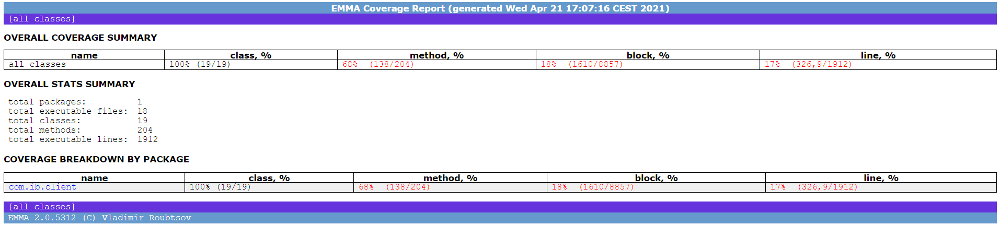 EMMA Coverage Report (generated Wed Apr 21 17:07:16 CEST 2021)
[all classes]
OVERALL COVERAGE SUMMARY
name class, % method, % block, % line, %
all classes 100% (19/19) 68% (138/204) 18% (1610/8857) 17% (326,9/1912)
OVERALL STATS SUMMARY
total packages: 1
total executable files: 18
total classes: 19
total methods: 204
total executable lines: 1912
COVERAGE BREAKDOWN BY PACKAGE
name class, % method, % block, % line, %
com.ib.client 100% (19/19) 68% (138/204) 18% (1610/8857) 17% (326,9/1912)
[all classes]
EMMA 2.0.5312 (C) Vladimir Roubtsov